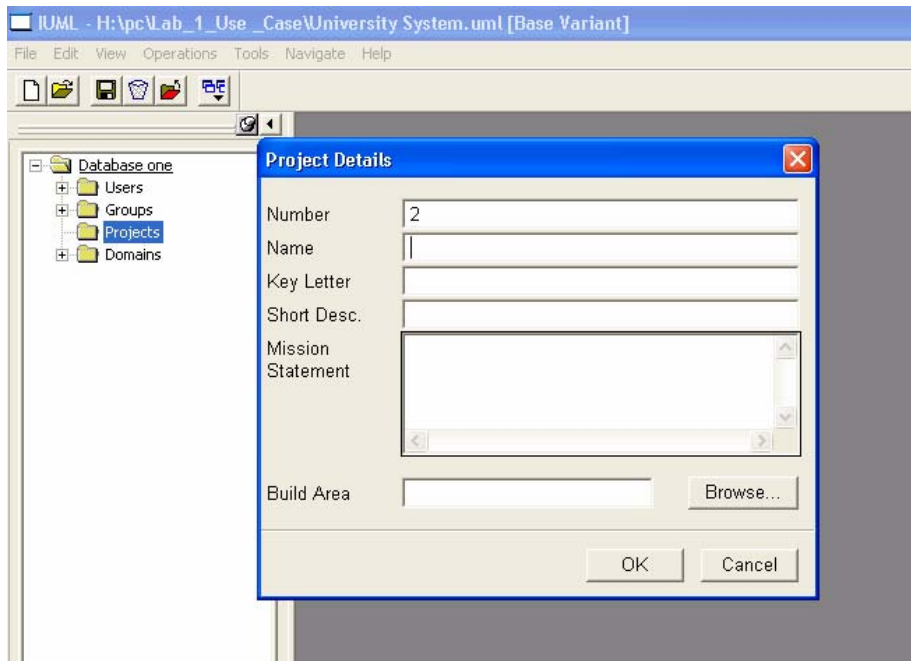 IUML - H:\pc\Lab_1_Use _Case\University System.uml [Base Variant]
File Edit View Operations Tools Navigate Help
Database one
Users
Groups
Projects
Domains
Project Details
Number 2
Name
Key Letter
Short Desc.
Mission
Statement
Build Area Browse...
OK Cancel